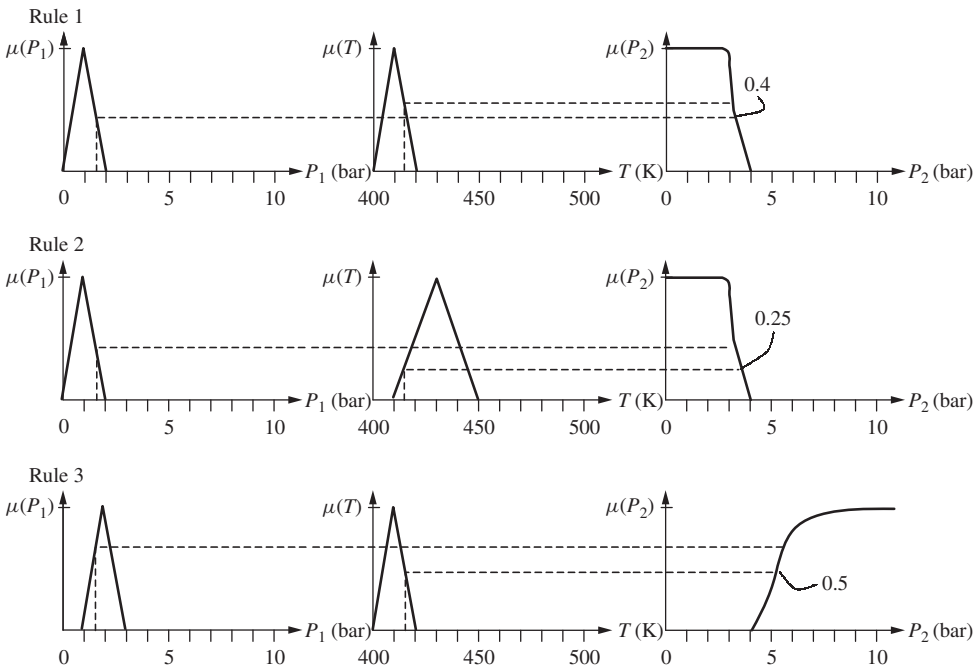 Rule 1
μ(P₁) μ(T) μ(P₂)
0.4
P₁ (bar) T (K) P₂ (bar)
0 5 10 400 450 500 0 5 10
Rule 2
μ(P₁) μ(T) μ(P₂)
0.25
P₁ (bar) T (K) P₂ (bar)
0 5 10 400 450 500 0 5 10
Rule 3
μ(P₁) μ(T) μ(P₂)
0.5
P₁ (bar) T (K) P₂ (bar)
0 5 10 400 450 500 0 5 10